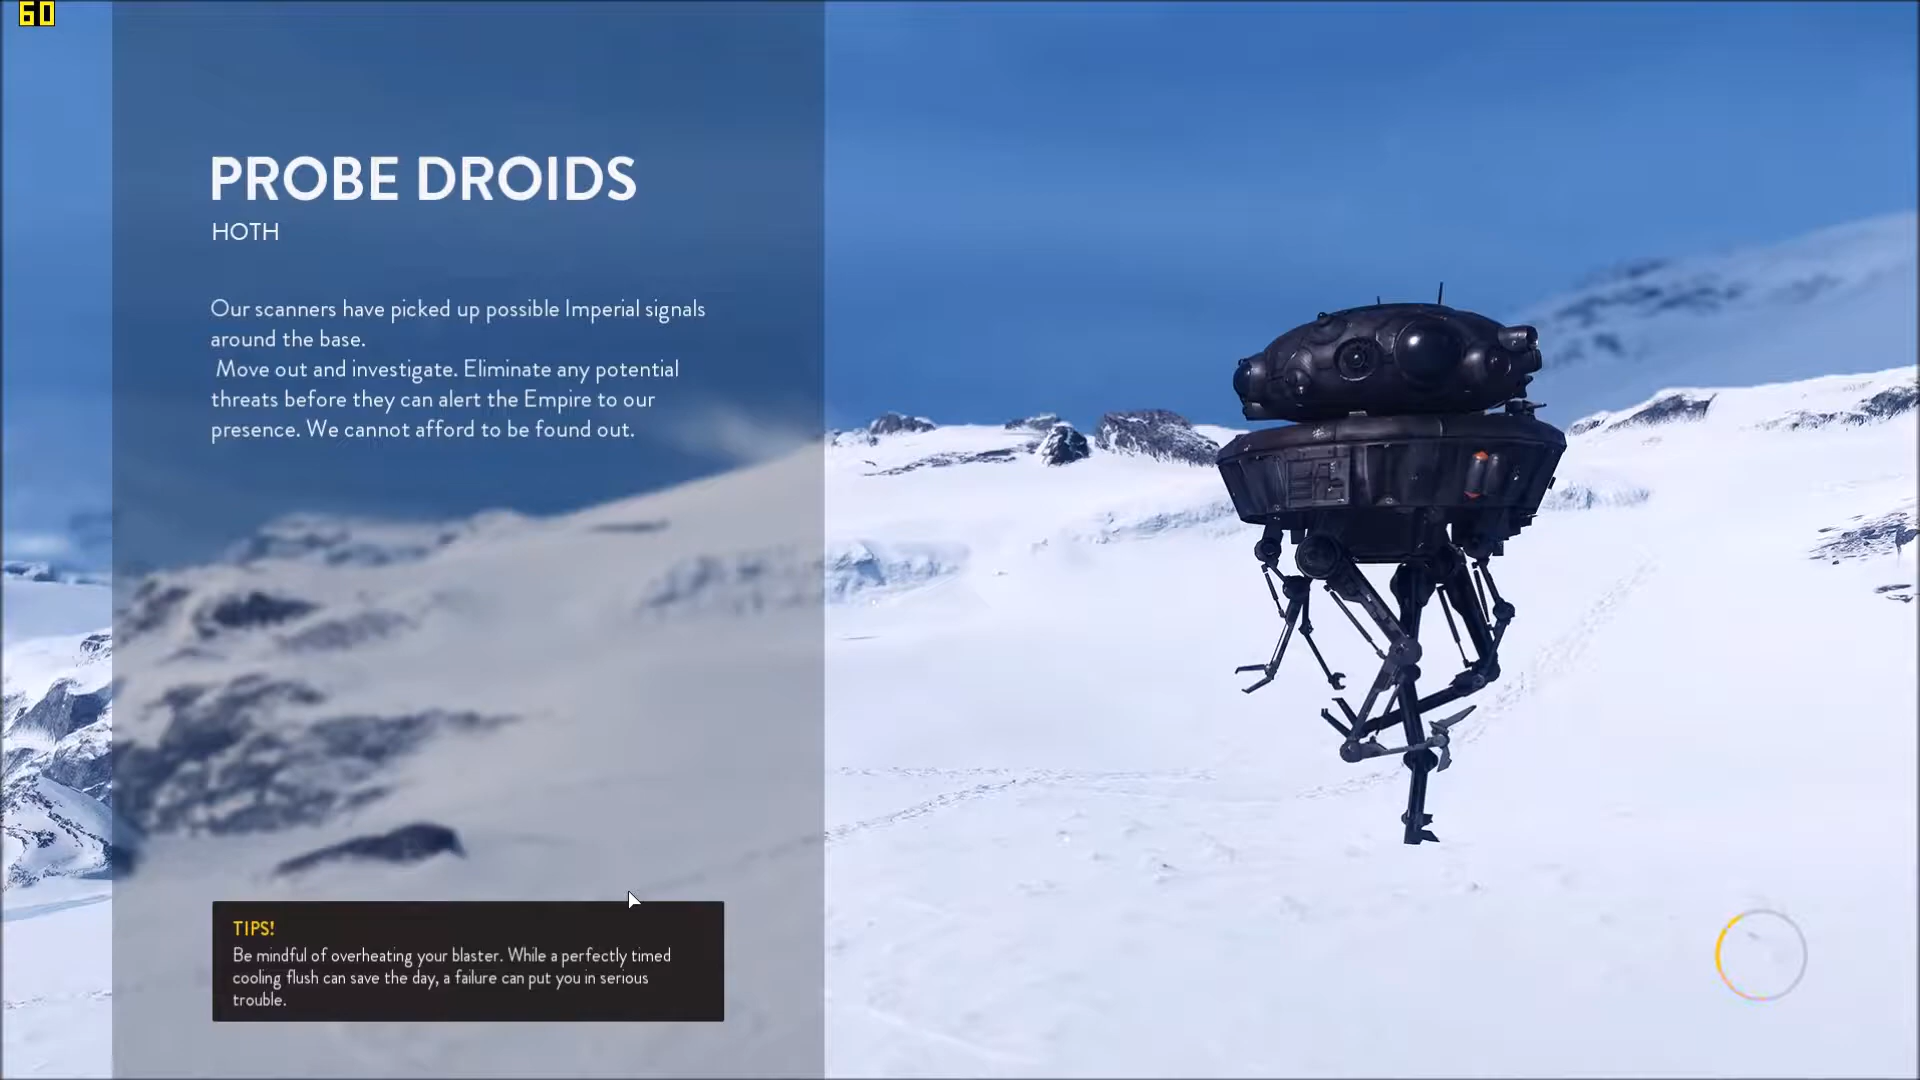 60
PROBE DROIDS
HOTH
Our scanners have picked up possible Imperial signals
around the base.
Move out and investigate. Eliminate any potential
threats before they can alert the Empire to our
presence. We cannot afford to be found out.
TIPS!
Be mindful of overheating your blaster. While a perfectly timed
cooling flush can save the day, a failure can put you in serious
trouble.